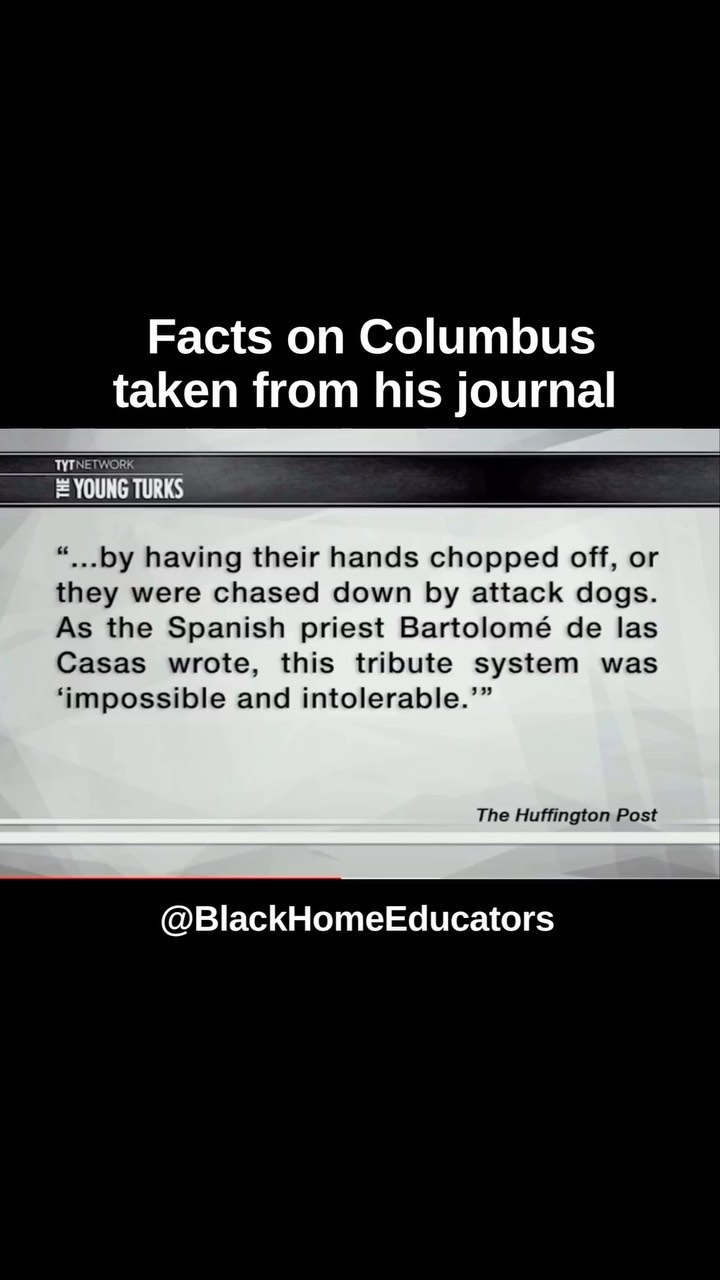 Facts on Columbus
taken from his journal
TYT NETWORK
THE YOUNG TURKS
“...by having their hands chopped off, or
they were chased down by attack dogs.
As the Spanish priest Bartolomé de las
Casas wrote, this tribute system was
‘impossible and intolerable.’”
The Huffington Post
@BlackHomeEducators